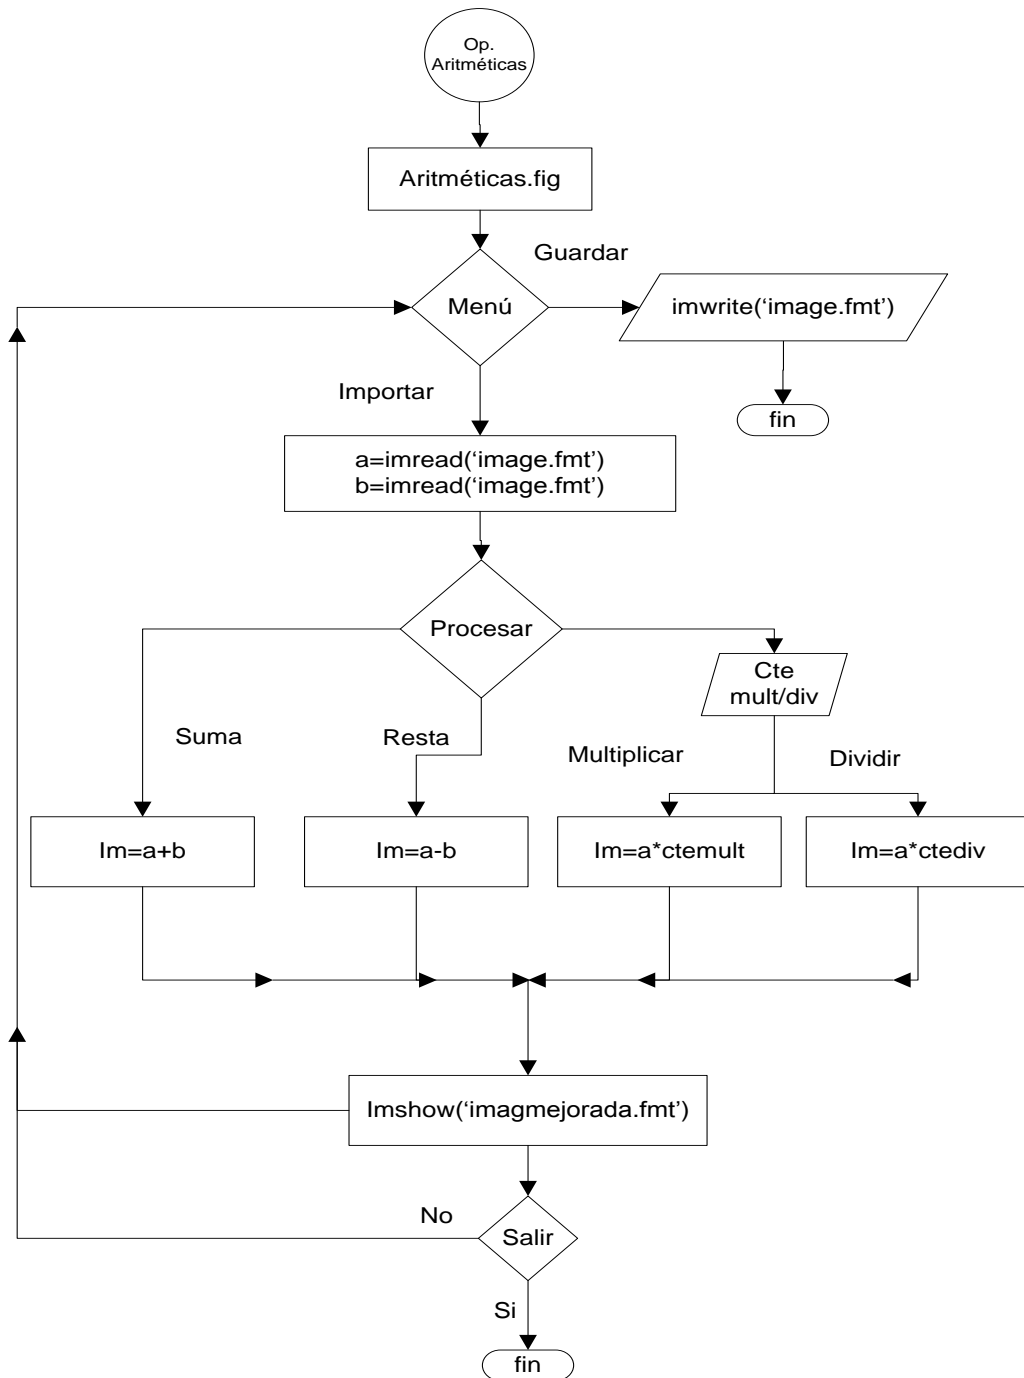 Op.
Aritméticas
Aritméticas.fig
Guardar
Menú
imwrite(‘image.fmt’)
Importar
fin
a=imread(‘image.fmt’)
b=imread(‘image.fmt’)
Procesar
Cte
mult/div
Suma
Resta
Multiplicar
Dividir
Im=a+b
Im=a-b
Im=a*ctemult
Im=a*ctediv
Imshow(‘imagmejorada.fmt’)
No
Salir
Si
fin